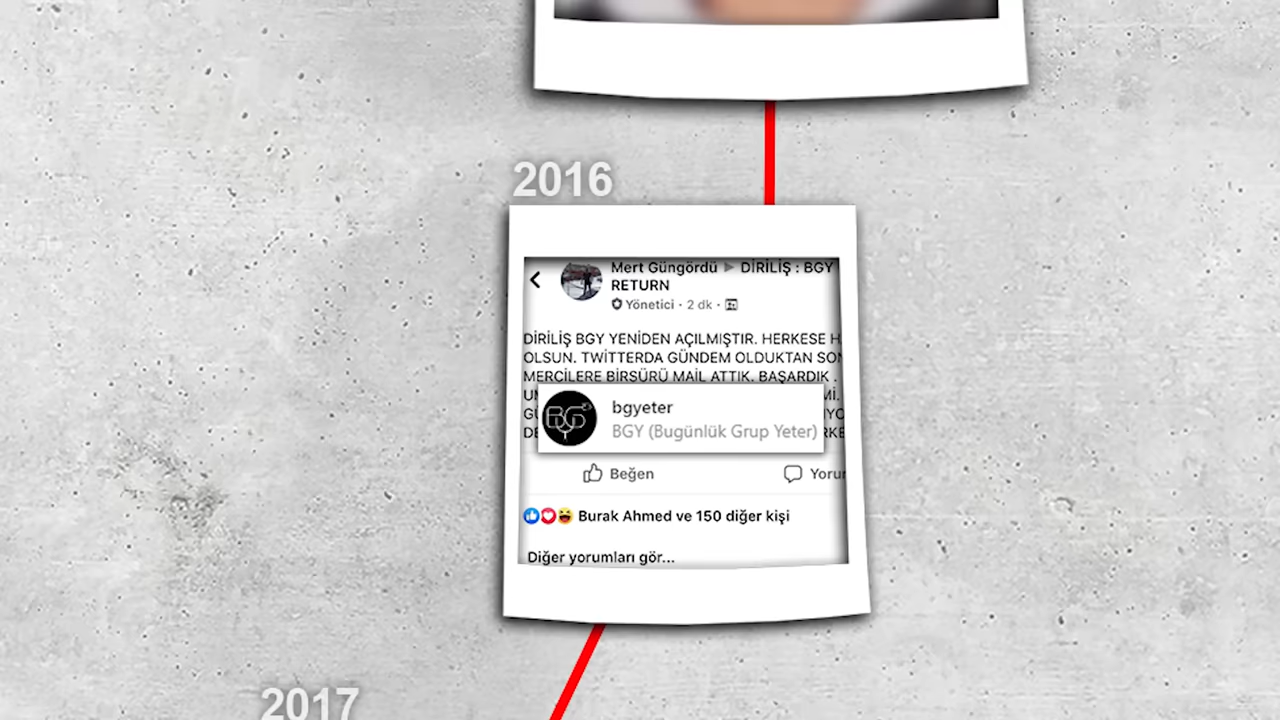 2016
Mert Güngördü ▸ DİRİLİŞ : BGY
RETURN
Yönetici · 2 dk ·
DİRİLİŞ BGY YENİDEN AÇILMIŞTIR. HERKESE
OLSUN. TWİTTERDA GÜNDEM OLDUKTAN
MERCİLERE BİRSÜRÜ MAİL ATTIK. BAŞARDIK .
bgyeter
BGY (Bugünlük Grup Yeter)
Beğen
Burak Ahmed ve 150 diğer kişi
Diğer yorumları gör...
2017